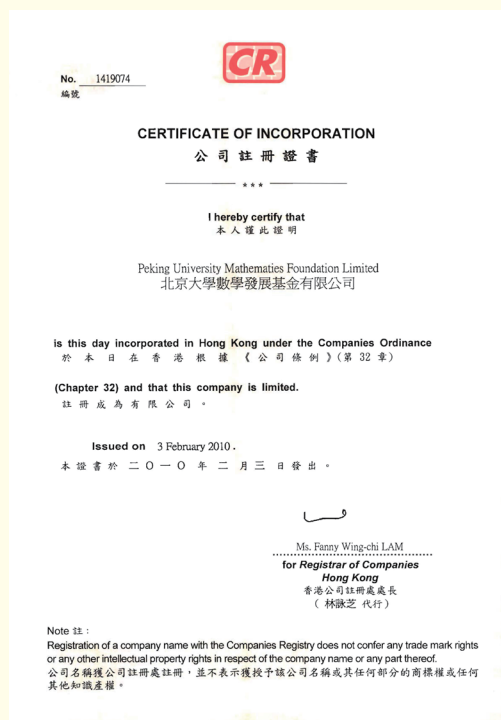 CR
No. 1419074
編號
CERTIFICATE OF INCORPORATION
公司註冊證書
***
I hereby certify that
本人謹此證明
Peking University Mathematics Foundation Limited
北京大學數學發展基金有限公司
is this day incorporated in Hong Kong under the Companies Ordinance
於本日在香港根據《公司條例》(第32章)
(Chapter 32) and that this company is limited.
註冊成為有限公司。
Issued on 3 February 2010.
本證書於二〇一〇年二月三日發出。
Ms. Fanny Wing-chi LAM
for Registrar of Companies
Hong Kong
香港公司註冊處處長
(林詠芝代行)
Note 註:
Registration of a company name with the Companies Registry does not confer any trade mark rights
or any other intellectual property rights in respect of the company name or any part thereof.
公司名稱獲公司註冊處註冊,並不表示獲授予該公司名稱或其任何部分的商標權或任何
其他知識產權。